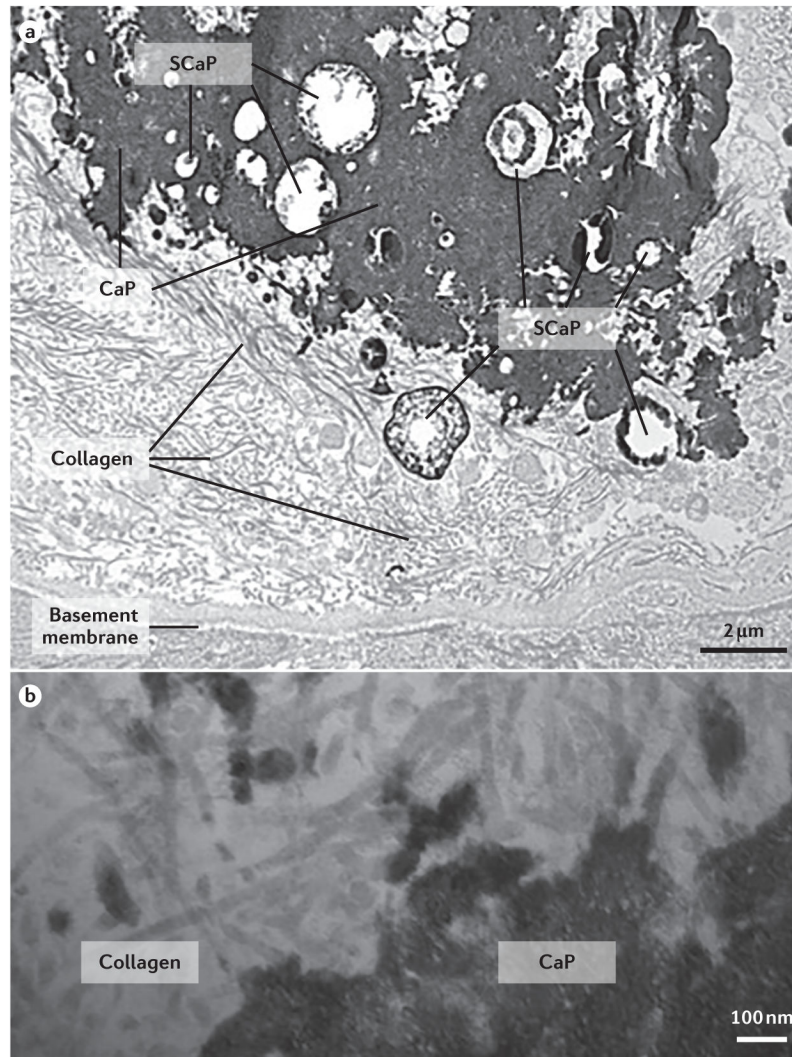 a
SCaP
CaP
SCaP
Collagen
Basement
membrane
2 μm
b
Collagen
CaP
100 nm